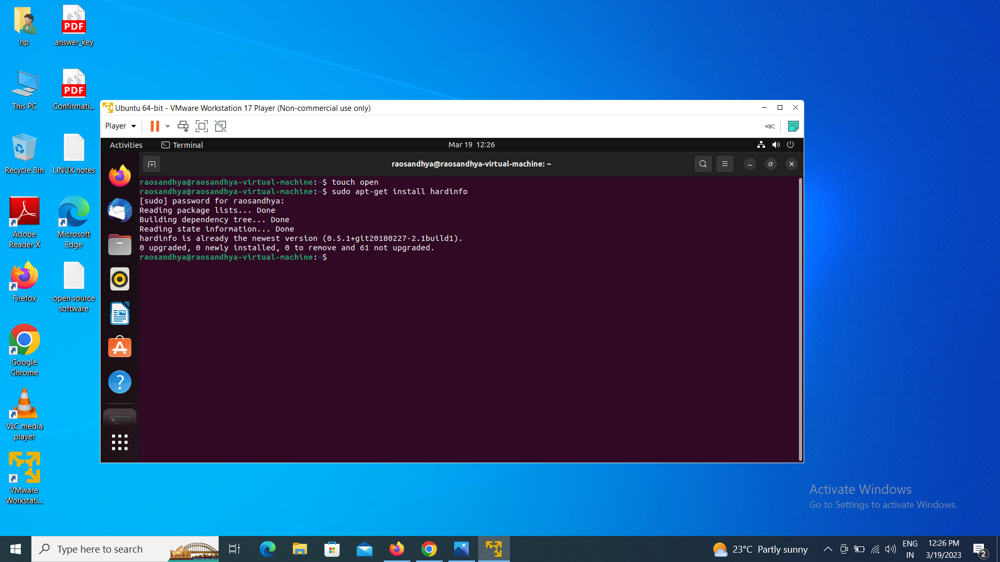 hp
answer_key
This PC
Confirmati...
Recycle Bin
LINUX notes
Adobe
Reader X
Microsoft
Edge
Firefox
open source
software
Google
Chrome
VLC media
player
VMware
Workstati...
PDF
PDF
Ubuntu 64-bit - VMware Workstation 17 Player (Non-commercial use only)
Player
Activities
Terminal
Mar 19 12:26
raosandhya@raosandhya-virtual-machine: ~
raosandhya@raosandhya-virtual-machine:~$ touch open
raosandhya@raosandhya-virtual-machine:~$ sudo apt-get install hardinfo
[sudo] password for raosandhya:
Reading package lists... Done
Building dependency tree... Done
Reading state information... Done
hardinfo is already the newest version (0.5.1+git20180227-2.1build1).
0 upgraded, 0 newly installed, 0 to remove and 61 not upgraded.
raosandhya@raosandhya-virtual-machine:~$
Activate Windows
Go to Settings to activate Windows.
Type here to search
23°C Partly sunny
ENG
IN
12:26 PM
3/19/2023
2